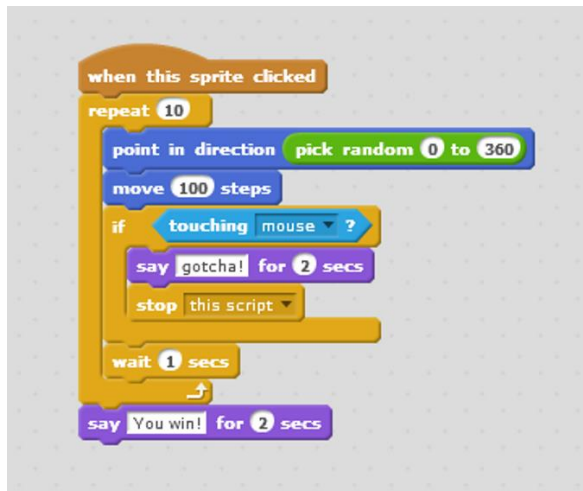 when this sprite clicked
repeat 10
point in direction pick random 0 to 360
move 100 steps
if touching mouse ?
say gotcha! for 2 secs
stop this script
wait 1 secs
say You win! for 2 secs